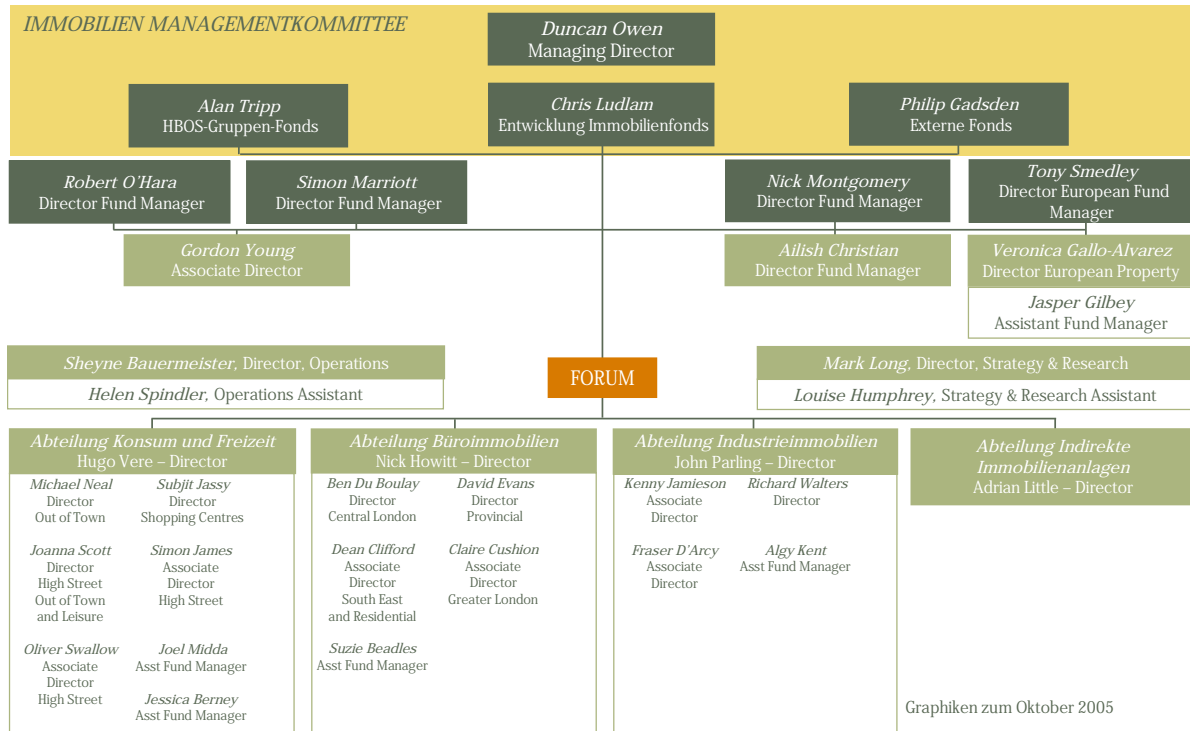 IMMOBILIEN MANAGEMENTKOMMITTEE
Duncan Owen
Managing Director
Alan Tripp
HBOS-Gruppen-Fonds
Chris Ludlam
Entwicklung Immobilienfonds
Philip Gadsden
Externe Fonds
Robert O'Hara
Director Fund Manager
Simon Marriott
Director Fund Manager
Nick Montgomery
Director Fund Manager
Tony Smedley
Director European Fund
Manager
Gordon Young
Associate Director
Ailish Christian
Director Fund Manager
Veronica Gallo-Alvarez
Director European Property
Jasper Gilbey
Assistant Fund Manager
Sheyne Bauermeister, Director, Operations
Helen Spindler, Operations Assistant
FORUM
Mark Long, Director, Strategy & Research
Louise Humphrey, Strategy & Research Assistant
Abteilung Konsum und Freizeit
Hugo Vere – Director
Michael Neal
Director
Out of Town
Subjit Jassy
Director
Shopping Centres
Joanna Scott
Director
High Street
Out of Town
and Leisure
Simon James
Associate
Director
High Street
Oliver Swallow
Associate
Director
High Street
Joel Midda
Asst Fund Manager
Jessica Berney
Asst Fund Manager
Abteilung Büroimmobilien
Nick Howitt – Director
Ben Du Boulay
Director
Central London
David Evans
Director
Provincial
Dean Clifford
Associate
Director
South East
and Residential
Claire Cushion
Associate
Director
Greater London
Suzie Beadles
Asst Fund Manager
Abteilung Industrieimmobilien
John Parling – Director
Kenny Jamieson
Associate
Director
Richard Walters
Director
Fraser D'Arcy
Associate
Director
Algy Kent
Asst Fund Manager
Abteilung Indirekte
Immobilienanlagen
Adrian Little – Director
Graphiken zum Oktober 2005